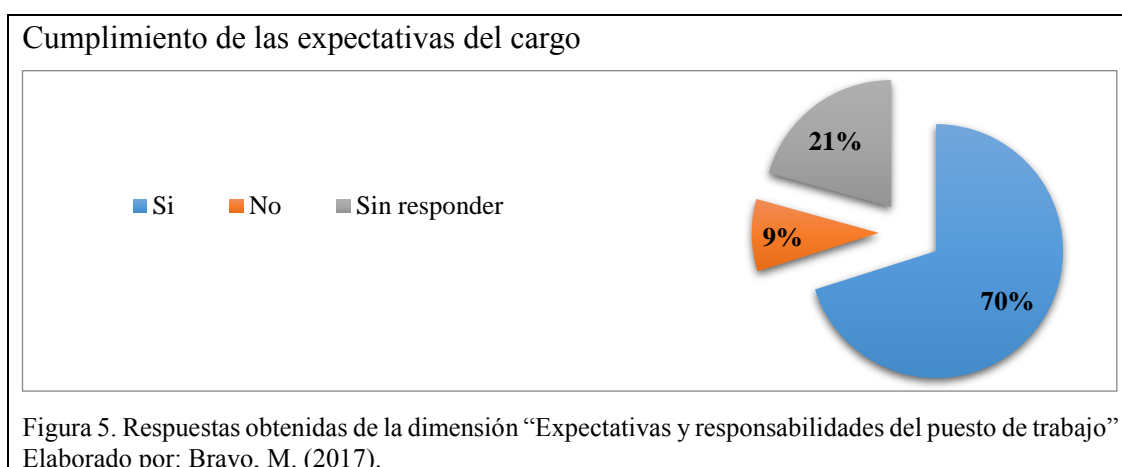 Cumplimiento de las expectativas del cargo
21%
Si No Sin responder
9%
70%
Figura 5. Respuestas obtenidas de la dimensión “Expectativas y responsabilidades del puesto de trabajo”
Elaborado por: Bravo, M. (2017).